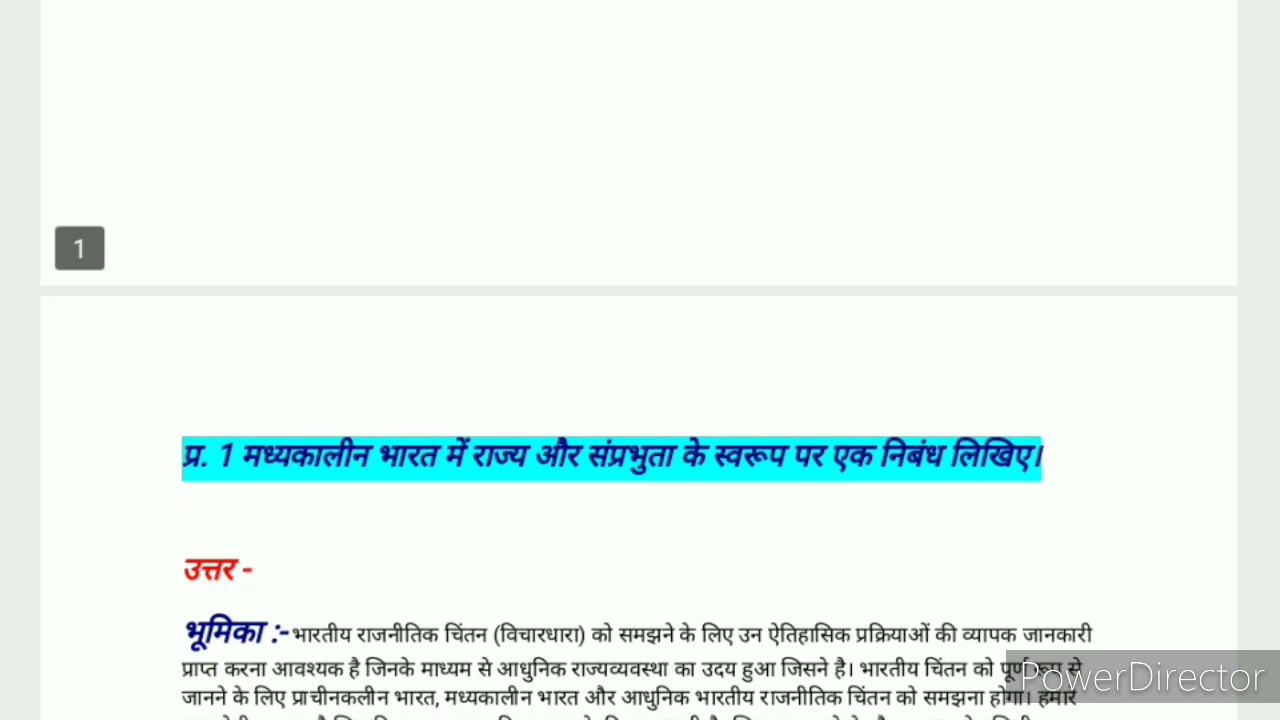 1
प्र. 1 मध्यकालीन भारत में राज्य और संप्रभुता के स्वरूप पर एक निबंध लिखिए।
उत्तर -
भूमिका :- भारतीय राजनीतिक चिंतन (विचारधारा) को समझने के लिए उन ऐतिहासिक प्रक्रियाओं की व्यापक जानकारी
प्राप्त करना आवश्यक है जिनके माध्यम से आधुनिक राज्यव्यवस्था का उदय हुआ जिसने है। भारतीय चिंतन को पूर्ण रूप से
जानने के लिए प्राचीनकालीन भारत, मध्यकालीन भारत और आधुनिक भारतीय राजनीतिक चिंतन को समझना होगा। हमारे
PowerDirector